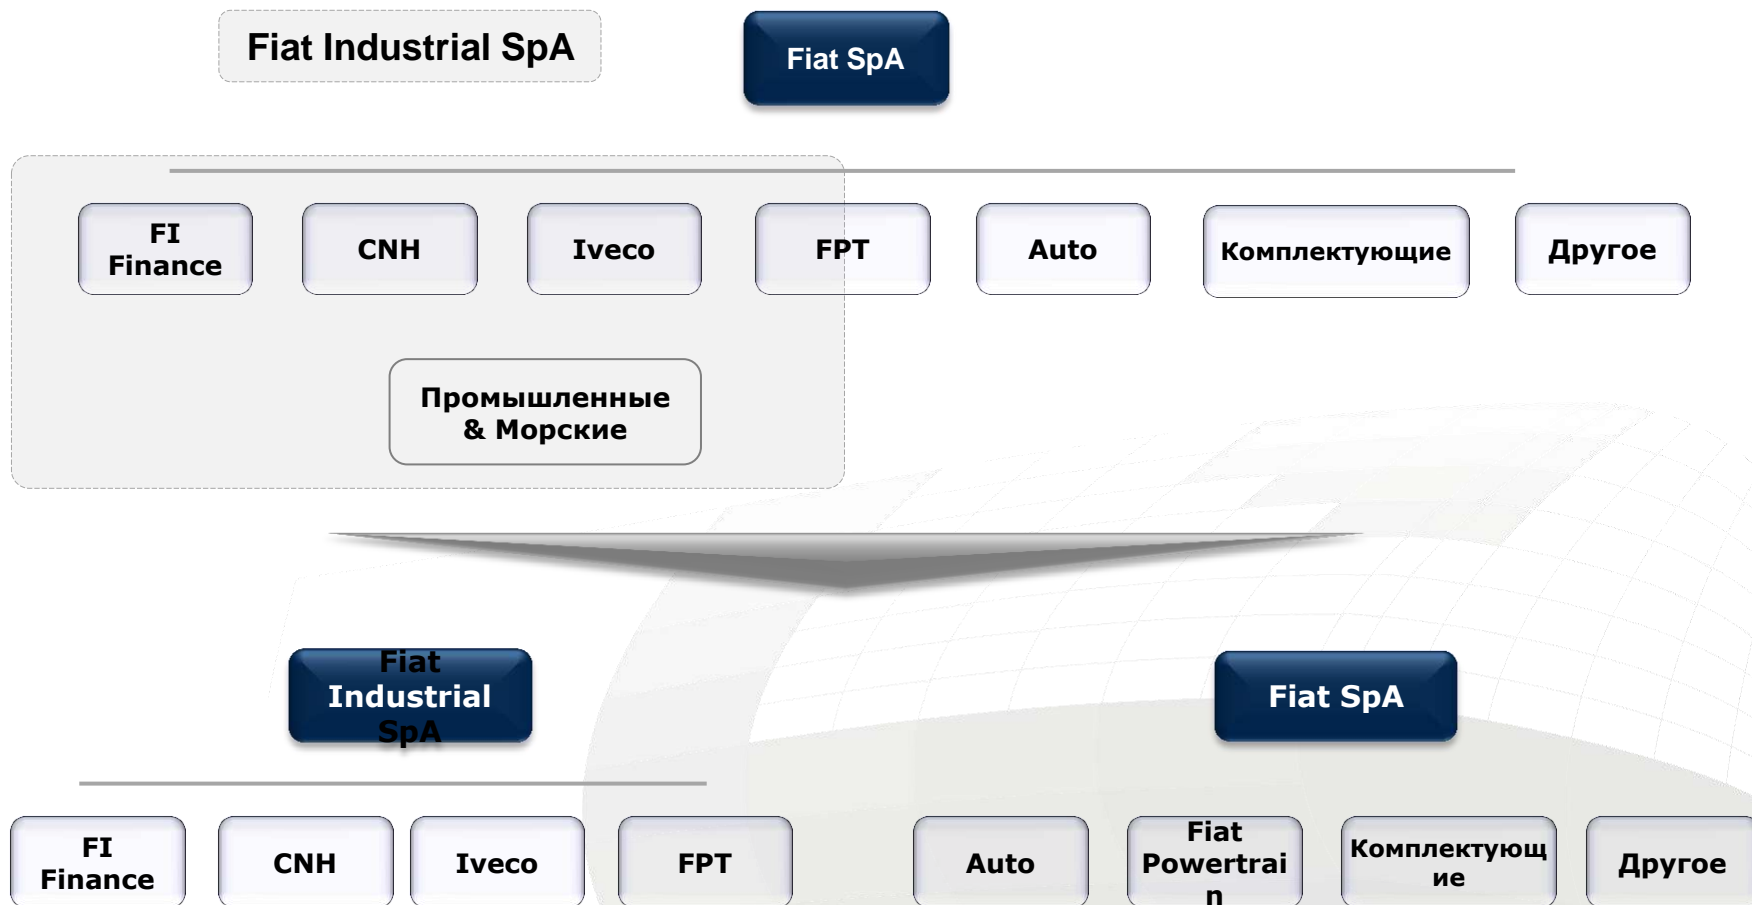 Fiat Industrial SpA
Fiat SpA
FI
Finance
CNH
Iveco
FPT
Auto
Комплектующие
Другое
Промышленные
& Морские
Fiat
Industrial
SpA
Fiat SpA
FI
Finance
CNH
Iveco
FPT
Auto
Fiat
Powertrai
n
Комплектующ
ие
Другое